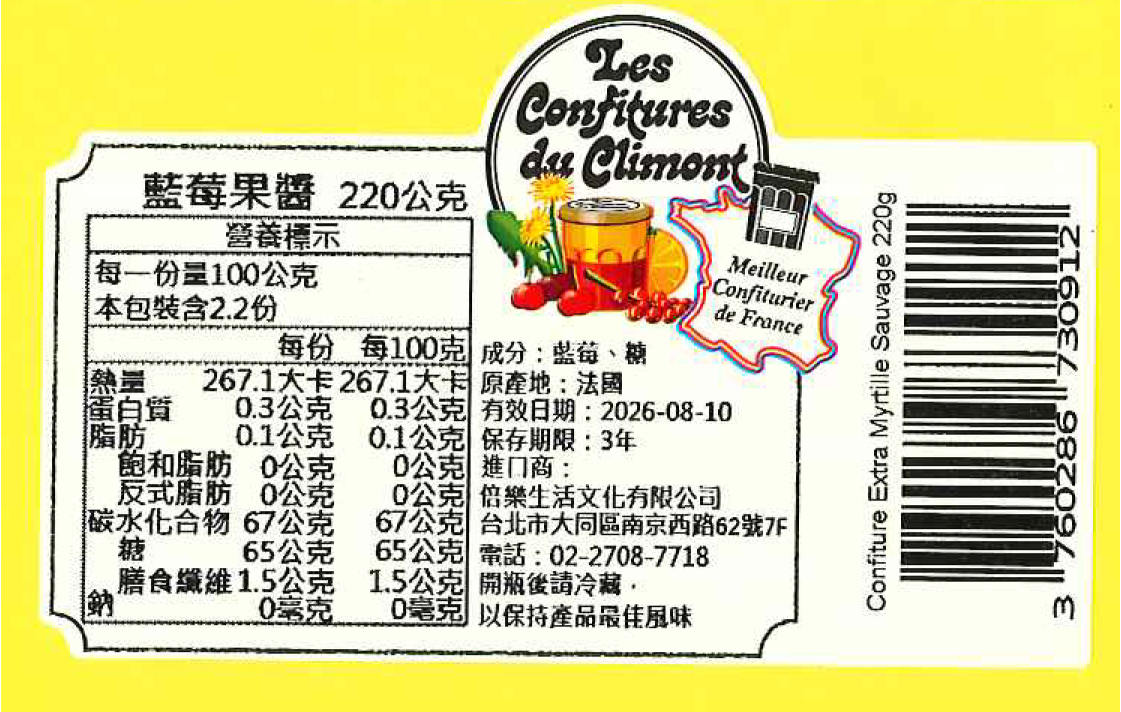 Les
Confitures
du Climont
Meilleur
Confiturier
de France
藍莓果醬 220公克
營養標示
每一份量100公克
本包裝含2.2份
每份 每100克
熱量 267.1大卡 267.1大卡
蛋白質 0.3公克 0.3公克
脂肪 0.1公克 0.1公克
飽和脂肪 0公克 0公克
反式脂肪 0公克 0公克
碳水化合物 67公克 67公克
糖 65公克 65公克
膳食纖維 1.5公克 1.5公克
鈉 0毫克 0毫克
成分：藍莓、糖
原產地：法國
有效日期：2026-08-10
保存期限：3年
進口商：
倍樂生活文化有限公司
台北市大同區南京西路62號7F
電話：02-2708-7718
開瓶後請冷藏，
以保持產品最佳風味
Confiture Extra Myrtille Sauvage 220g
3 760286 730912